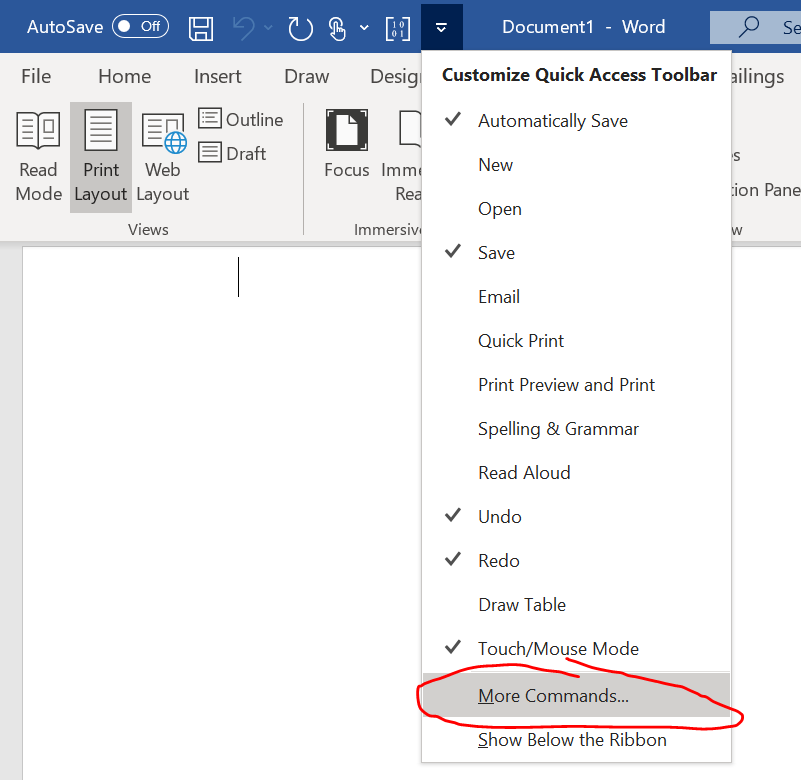 AutoSave Off Document1 - Word Se
File Home Insert Draw Desig ailings
Customize Quick Access Toolbar
Automatically Save
New
Open
Save
Email
Quick Print
Print Preview and Print
Spelling & Grammar
Read Aloud
Undo
Redo
Draw Table
Touch/Mouse Mode
More Commands...
Show Below the Ribbon
Read
Mode
Print
Layout
Web
Layout
Outline
Draft
Views
Focus
Imme
Rea
Immersive
s
tion Pane
w